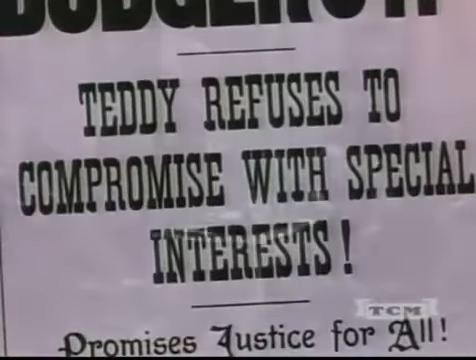 TEDDY REFUSES TO
COMPROMISE WITH SPECIAL
INTERESTS!
TCM
Promises Justice for All!